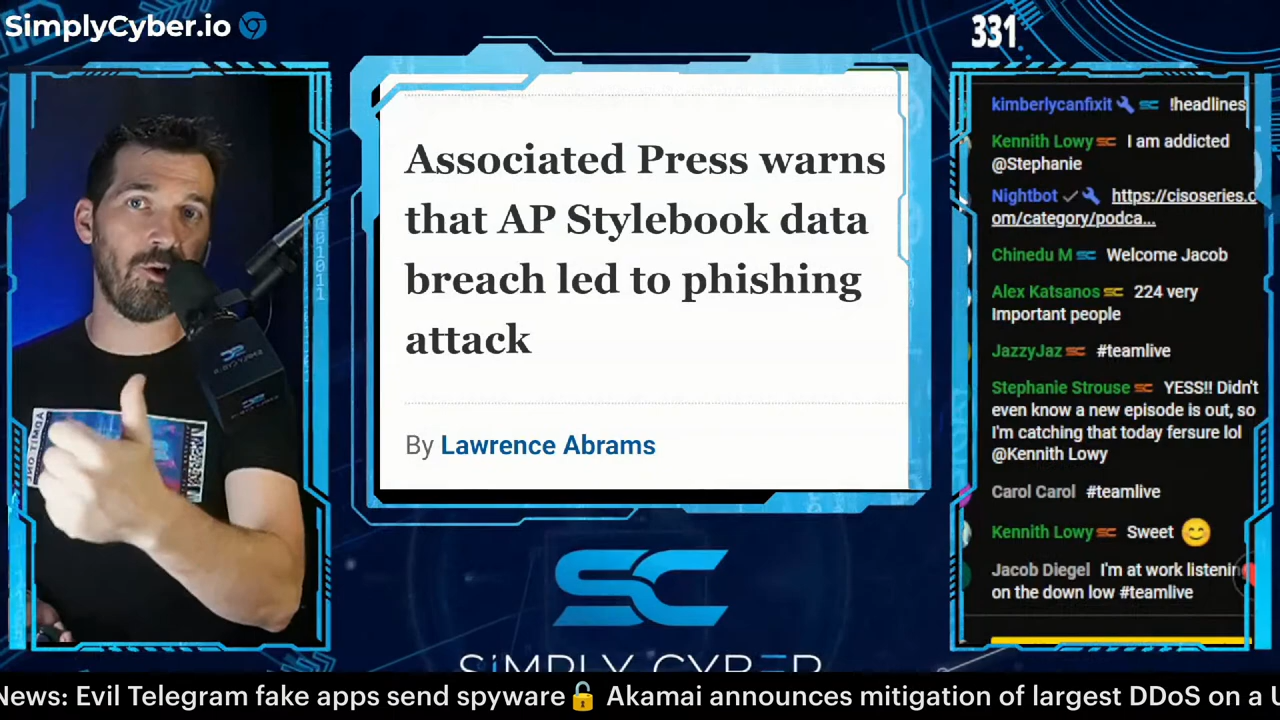 SimplyCyber.io
331
Associated Press warns
that AP Stylebook data
breach led to phishing
attack
By Lawrence Abrams
kimberlycanfixit !headlines
Kennith Lowy I am addicted
@Stephanie
Nightbot https://cisoseries.c
om/category/podca...
Chinedu M Welcome Jacob
Alex Katsanos 224 very
Important people
JazzyJaz #teamlive
Stephanie Strouse YESS!! Didn't
even know a new episode is out, so
I'm catching that today fersure lol
@Kennith Lowy
Carol Carol #teamlive
Kennith Lowy Sweet 😊
Jacob Diegel I'm at work listenin
on the down low #teamlive
SC
SIMPLY CYBER
News: Evil Telegram fake apps send spyware🔓 Akamai announces mitigation of largest DDoS on a U